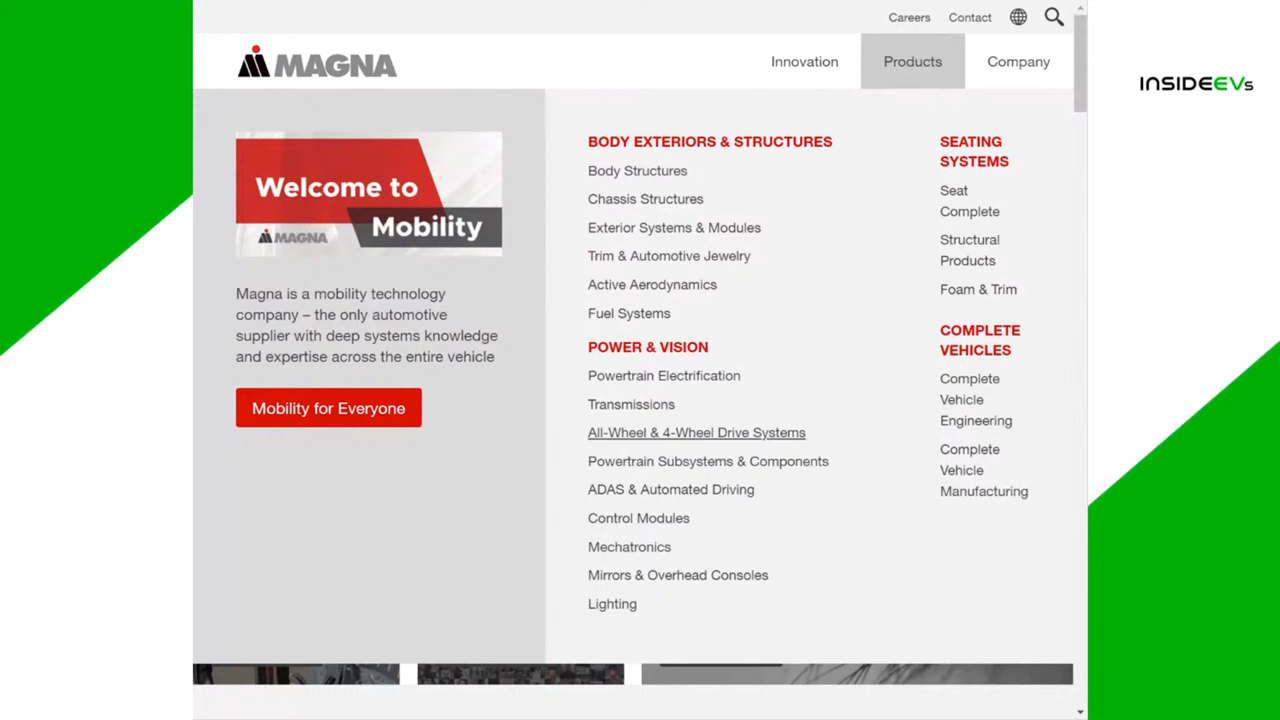 Careers Contact
MAGNA
Innovation Products Company
INSIDEEVs
Welcome to
Mobility
MAGNA
Magna is a mobility technology
company – the only automotive
supplier with deep systems knowledge
and expertise across the entire vehicle
Mobility for Everyone
BODY EXTERIORS & STRUCTURES
Body Structures
Chassis Structures
Exterior Systems & Modules
Trim & Automotive Jewelry
Active Aerodynamics
Fuel Systems
POWER & VISION
Powertrain Electrification
Transmissions
All-Wheel & 4-Wheel Drive Systems
Powertrain Subsystems & Components
ADAS & Automated Driving
Control Modules
Mechatronics
Mirrors & Overhead Consoles
Lighting
SEATING
SYSTEMS
Seat
Complete
Structural
Products
Foam & Trim
COMPLETE
VEHICLES
Complete
Vehicle
Engineering
Complete
Vehicle
Manufacturing